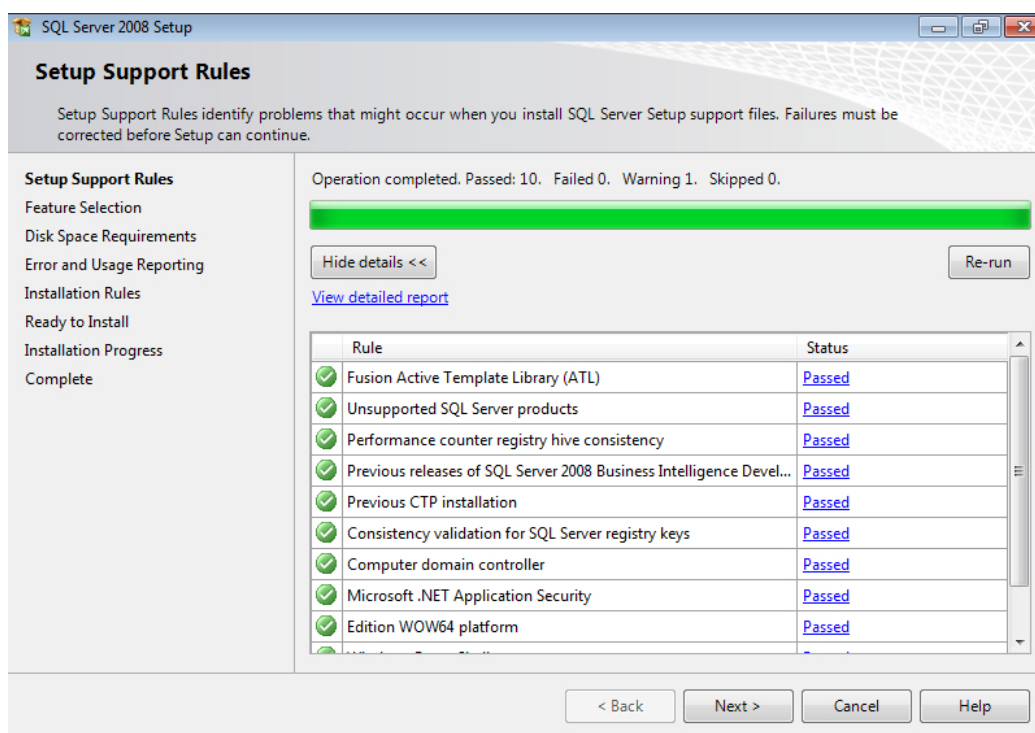 SQL Server 2008 Setup
Setup Support Rules
Setup Support Rules identify problems that might occur when you install SQL Server Setup support files. Failures must be
corrected before Setup can continue.
Setup Support Rules
Feature Selection
Disk Space Requirements
Error and Usage Reporting
Installation Rules
Ready to Install
Installation Progress
Complete
Operation completed. Passed: 10. Failed 0. Warning 1. Skipped 0.
Hide details <<
Re-run
View detailed report
Rule Status
Fusion Active Template Library (ATL) Passed
Unsupported SQL Server products Passed
Performance counter registry hive consistency Passed
Previous releases of SQL Server 2008 Business Intelligence Devel... Passed
Previous CTP installation Passed
Consistency validation for SQL Server registry keys Passed
Computer domain controller Passed
Microsoft .NET Application Security Passed
Edition WOW64 platform Passed
< Back Next > Cancel Help